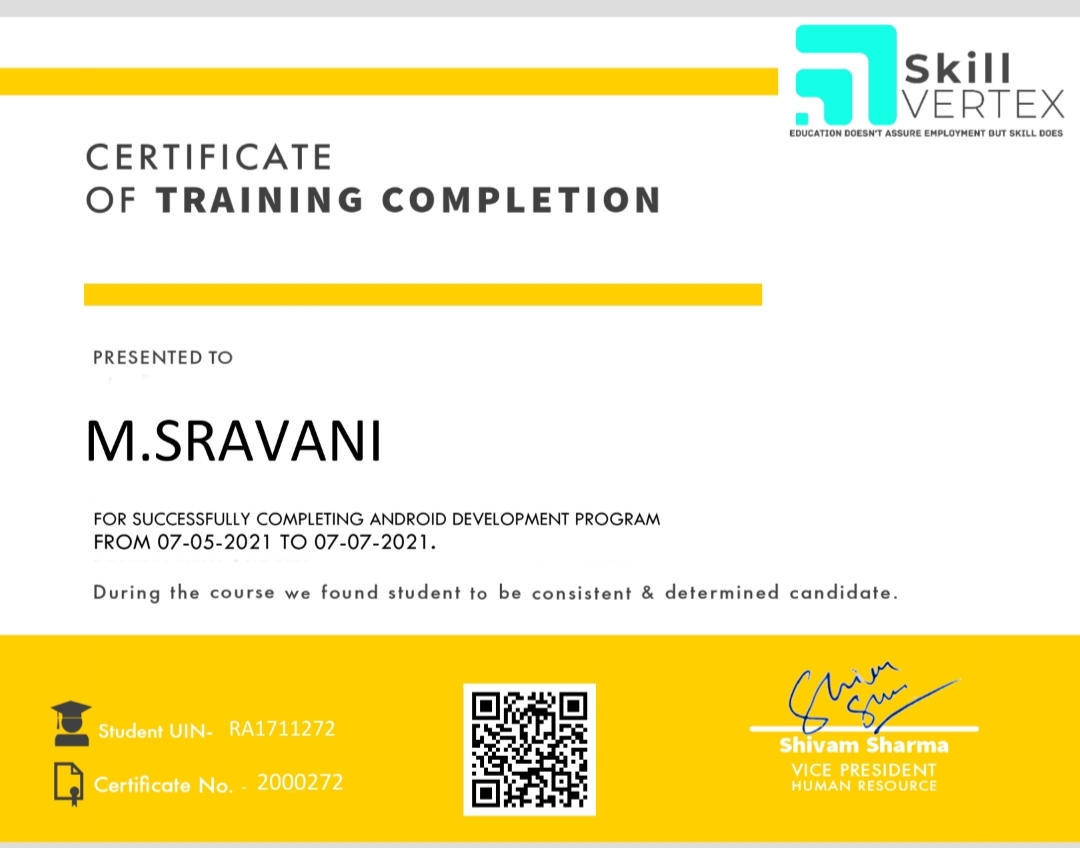 Skill
VERTEX
EDUCATION DOESN'T ASSURE EMPLOYMENT BUT SKILL DOES
CERTIFICATE
OF TRAINING COMPLETION
PRESENTED TO
M.SRAVANI
FOR SUCCESSFULLY COMPLETING ANDROID DEVELOPMENT PROGRAM
FROM 07-05-2021 TO 07-07-2021.
During the course we found student to be consistent & determined candidate.
Student UIN- RA1711272
Certificate No. - 2000272
Shivam Sharma
VICE PRESIDENT
HUMAN RESOURCE